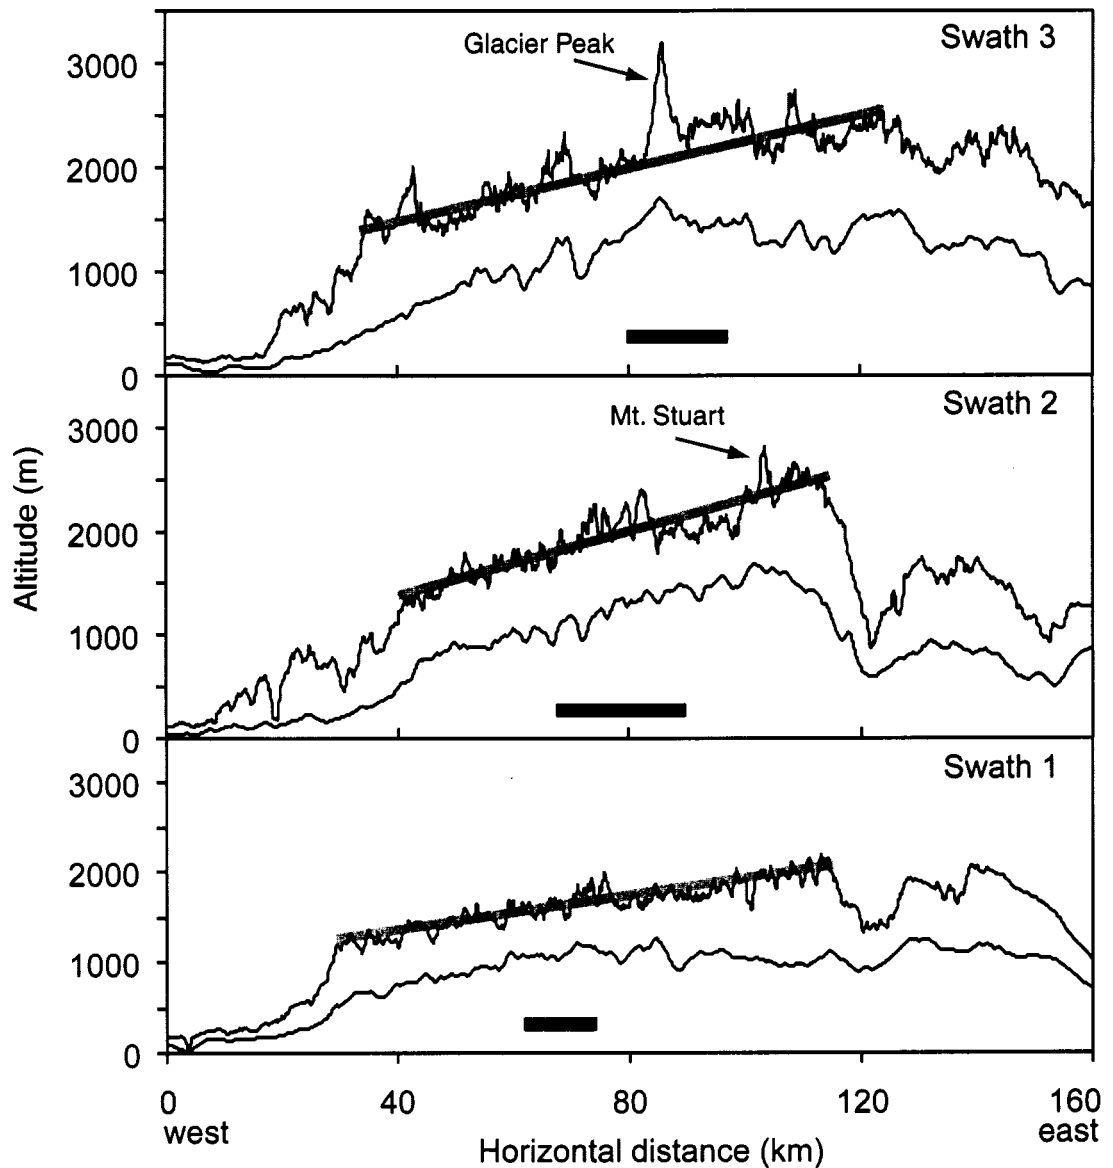 Swath 3
Glacier Peak
3000
2000
1000
0
Swath 2
Mt. Stuart
3000
2000
1000
0
Altitude (m)
Swath 1
3000
2000
1000
0
0 40 80 120 160
west Horizontal distance (km) east